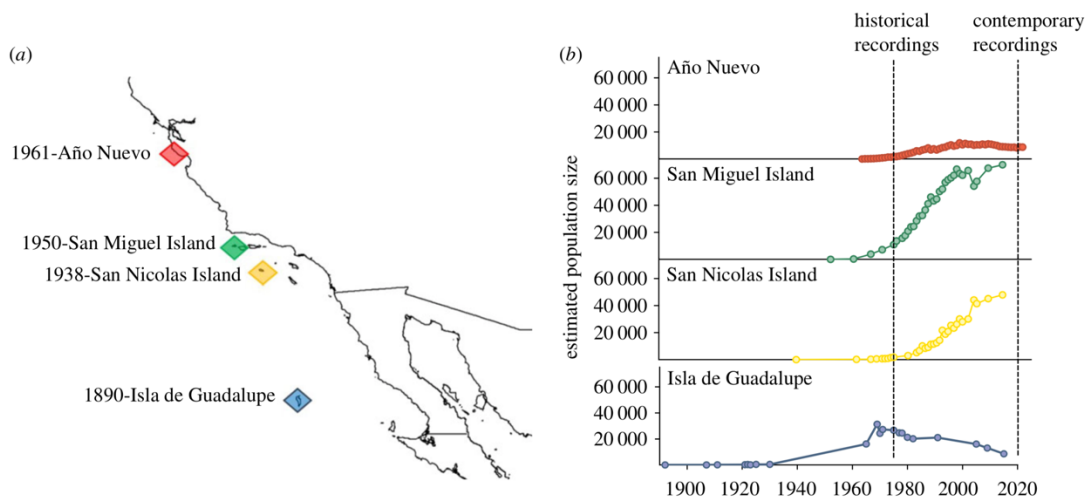 (a)
1961-Año Nuevo
1950-San Miguel Island
1938-San Nicolas Island
1890-Isla de Guadalupe
historical
recordings
contemporary
recordings
(b)
estimated population size
Año Nuevo
60 000
40 000
20 000
San Miguel Island
60 000
40 000
20 000
San Nicolas Island
60 000
40 000
20 000
Isla de Guadalupe
60 000
40 000
20 000
1900 1920 1940 1960 1980 2000 2020